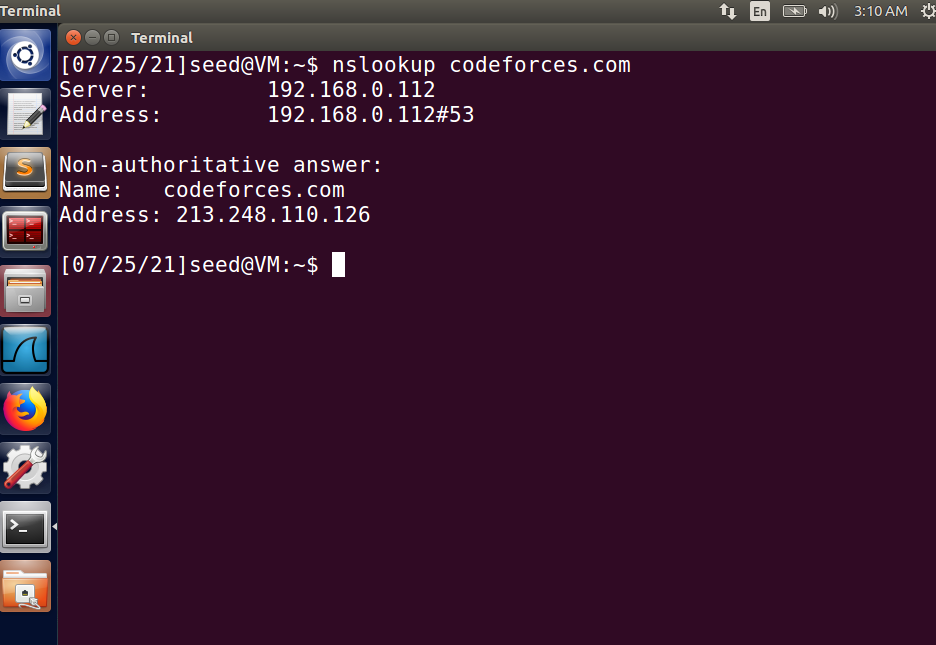 Terminal
En
3:10 AM
Terminal
[07/25/21]seed@VM:~$ nslookup codeforces.com
Server:         192.168.0.112
Address:        192.168.0.112#53
Non-authoritative answer:
Name:   codeforces.com
Address: 213.248.110.126
[07/25/21]seed@VM:~$